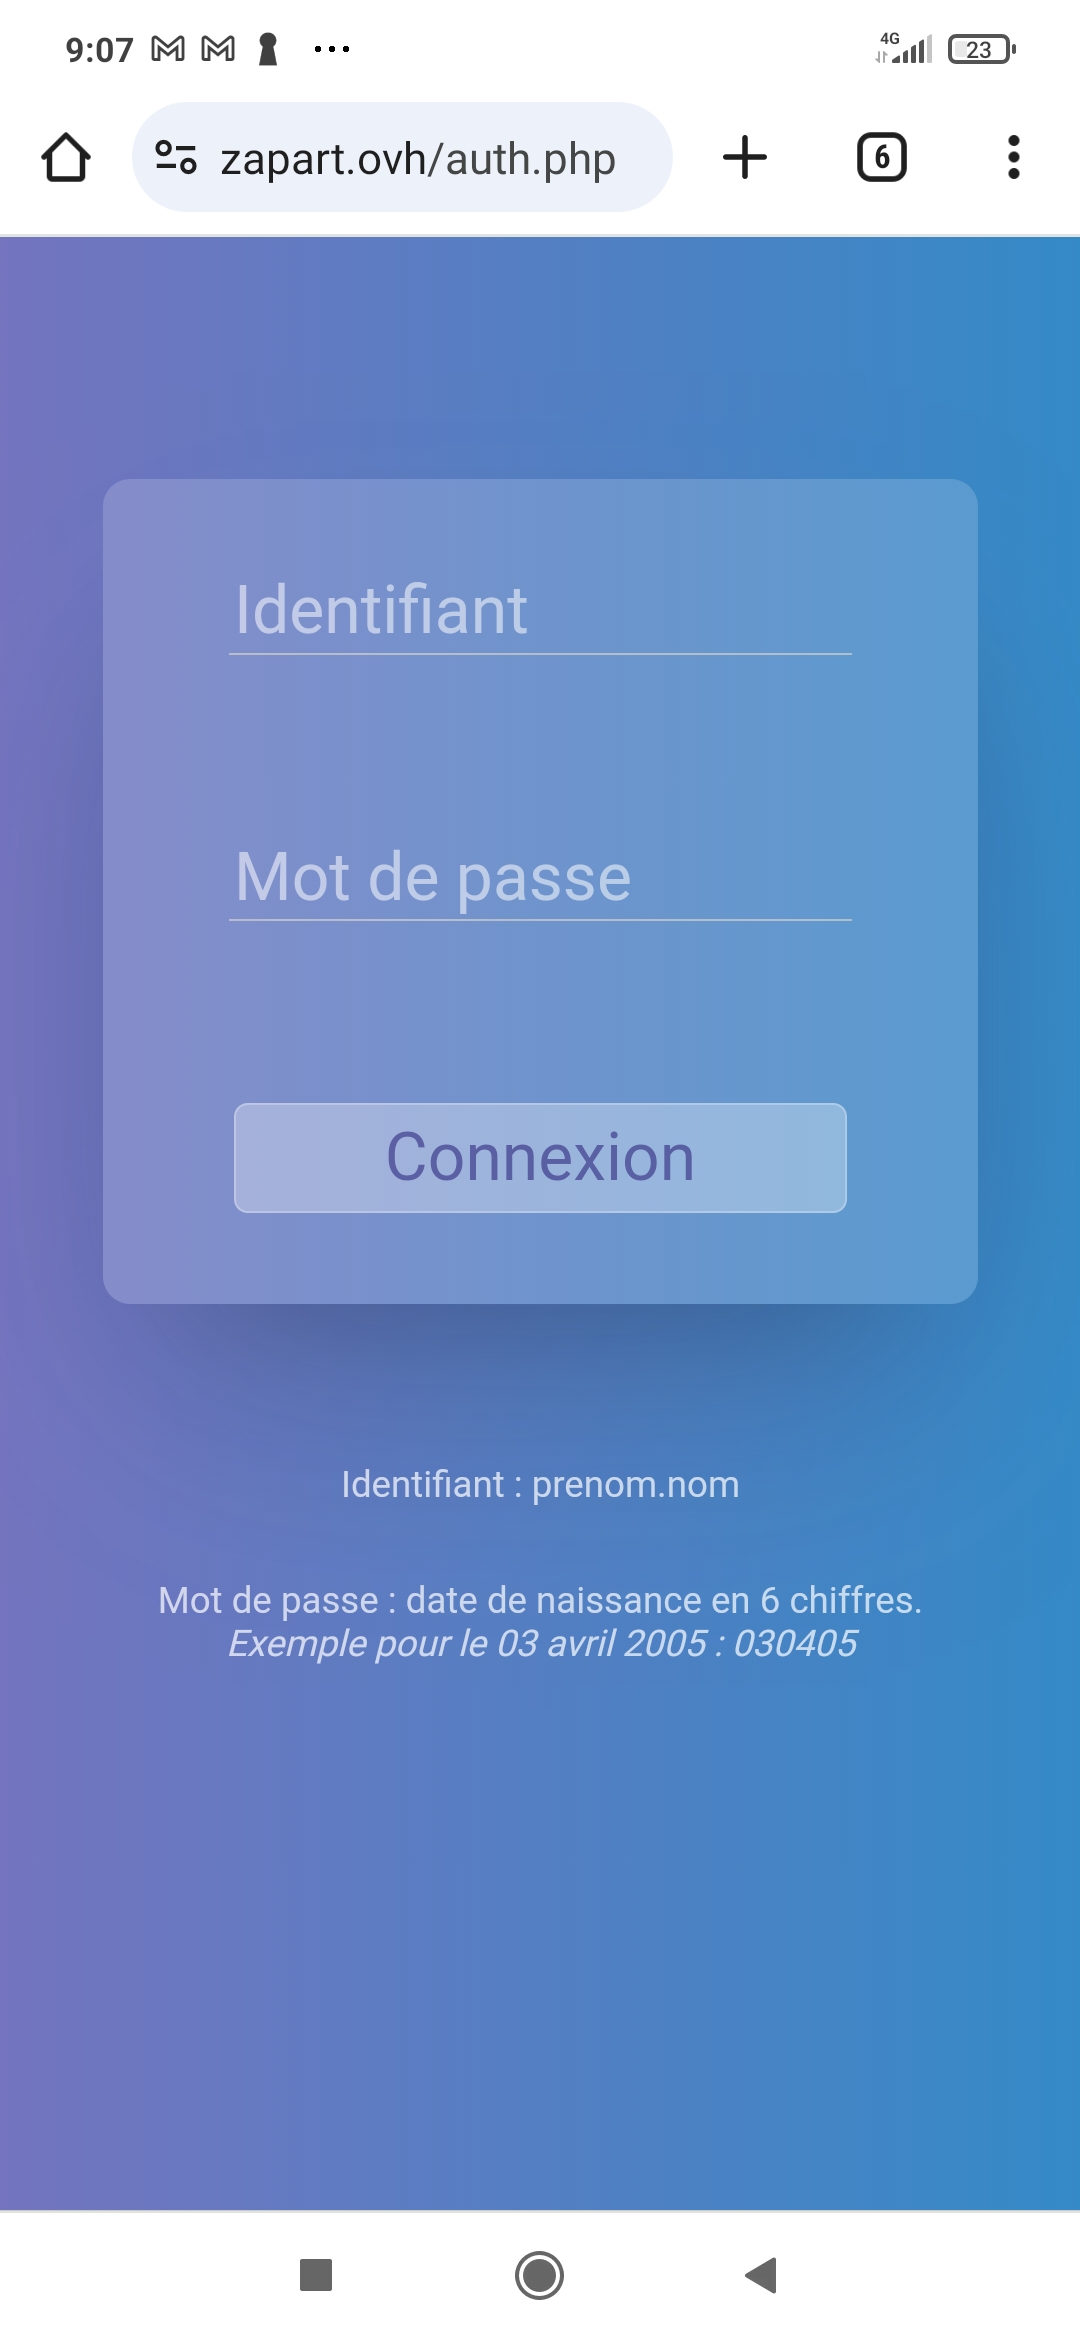 9:07
4G
23
zapart.ovh/auth.php
6
Identifiant
Mot de passe
Connexion
Identifiant : prenom.nom
Mot de passe : date de naissance en 6 chiffres.
Exemple pour le 03 avril 2005 : 030405